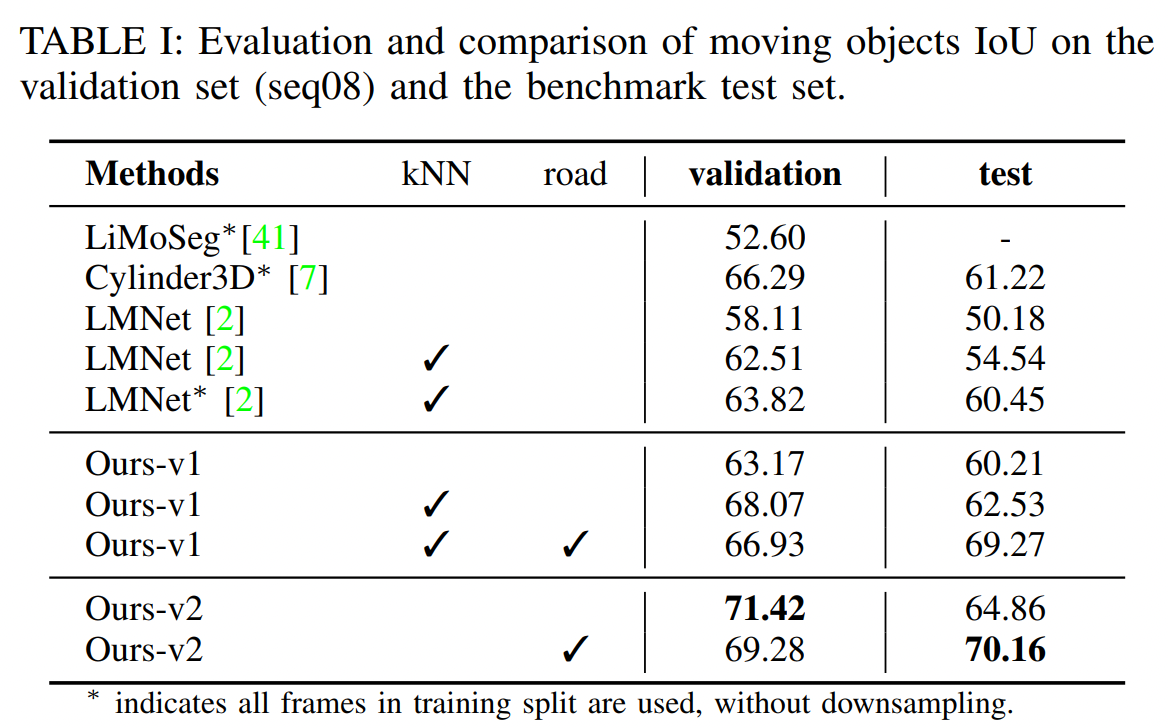 TABLE I: Evaluation and comparison of moving objects IoU on the
validation set (seq08) and the benchmark test set.
Methods kNN road validation test
LiMoSeg*[41] 52.60 -
Cylinder3D* [7] 66.29 61.22
LMNet [2] 58.11 50.18
LMNet [2] ✓ 62.51 54.54
LMNet* [2] ✓ 63.82 60.45
Ours-v1 63.17 60.21
Ours-v1 ✓ 68.07 62.53
Ours-v1 ✓ ✓ 66.93 69.27
Ours-v2 71.42 64.86
Ours-v2 ✓ 69.28 70.16
* indicates all frames in training split are used, without downsampling.